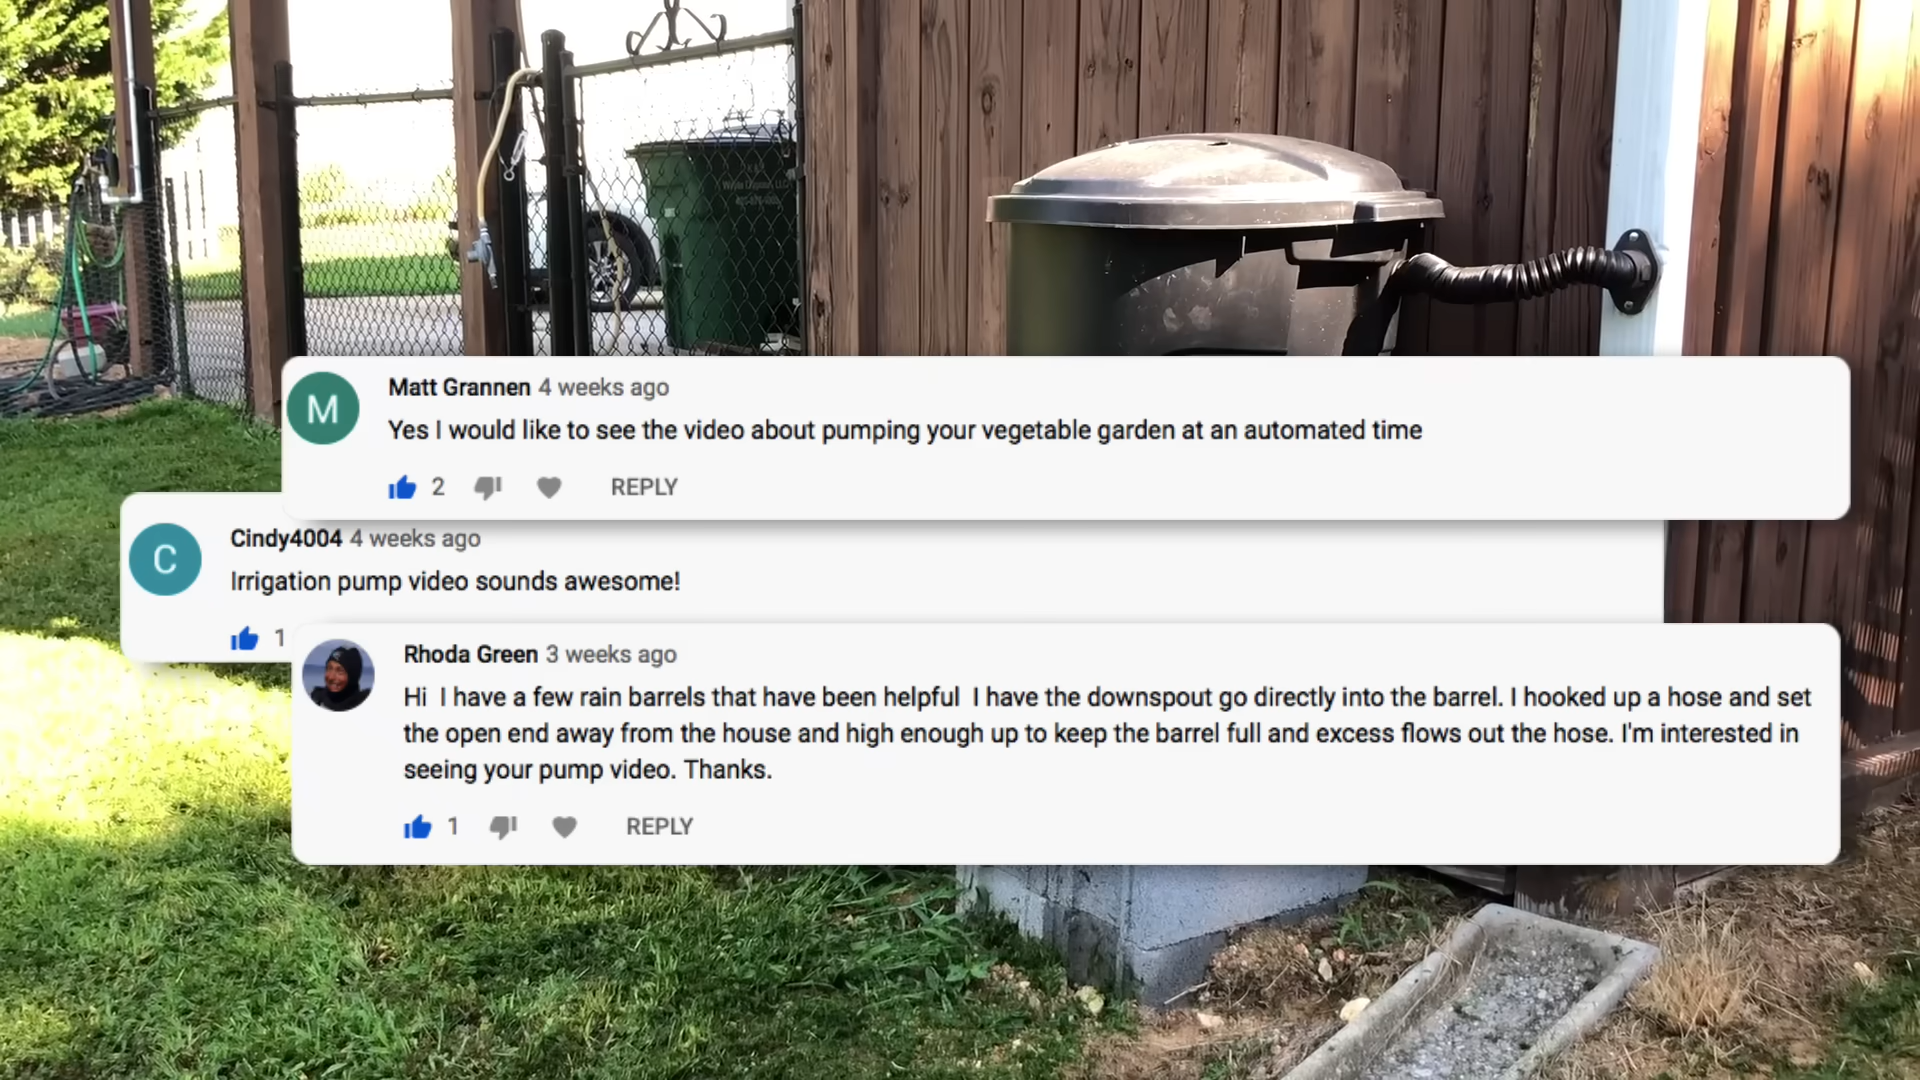 M
Matt Grannen 4 weeks ago
Yes I would like to see the video about pumping your vegetable garden at an automated time
2 REPLY
C
Cindy4004 4 weeks ago
Irrigation pump video sounds awesome!
1
Rhoda Green 3 weeks ago
Hi I have a few rain barrels that have been helpful I have the downspout go directly into the barrel. I hooked up a hose and set
the open end away from the house and high enough up to keep the barrel full and excess flows out the hose. I'm interested in
seeing your pump video. Thanks.
1 REPLY